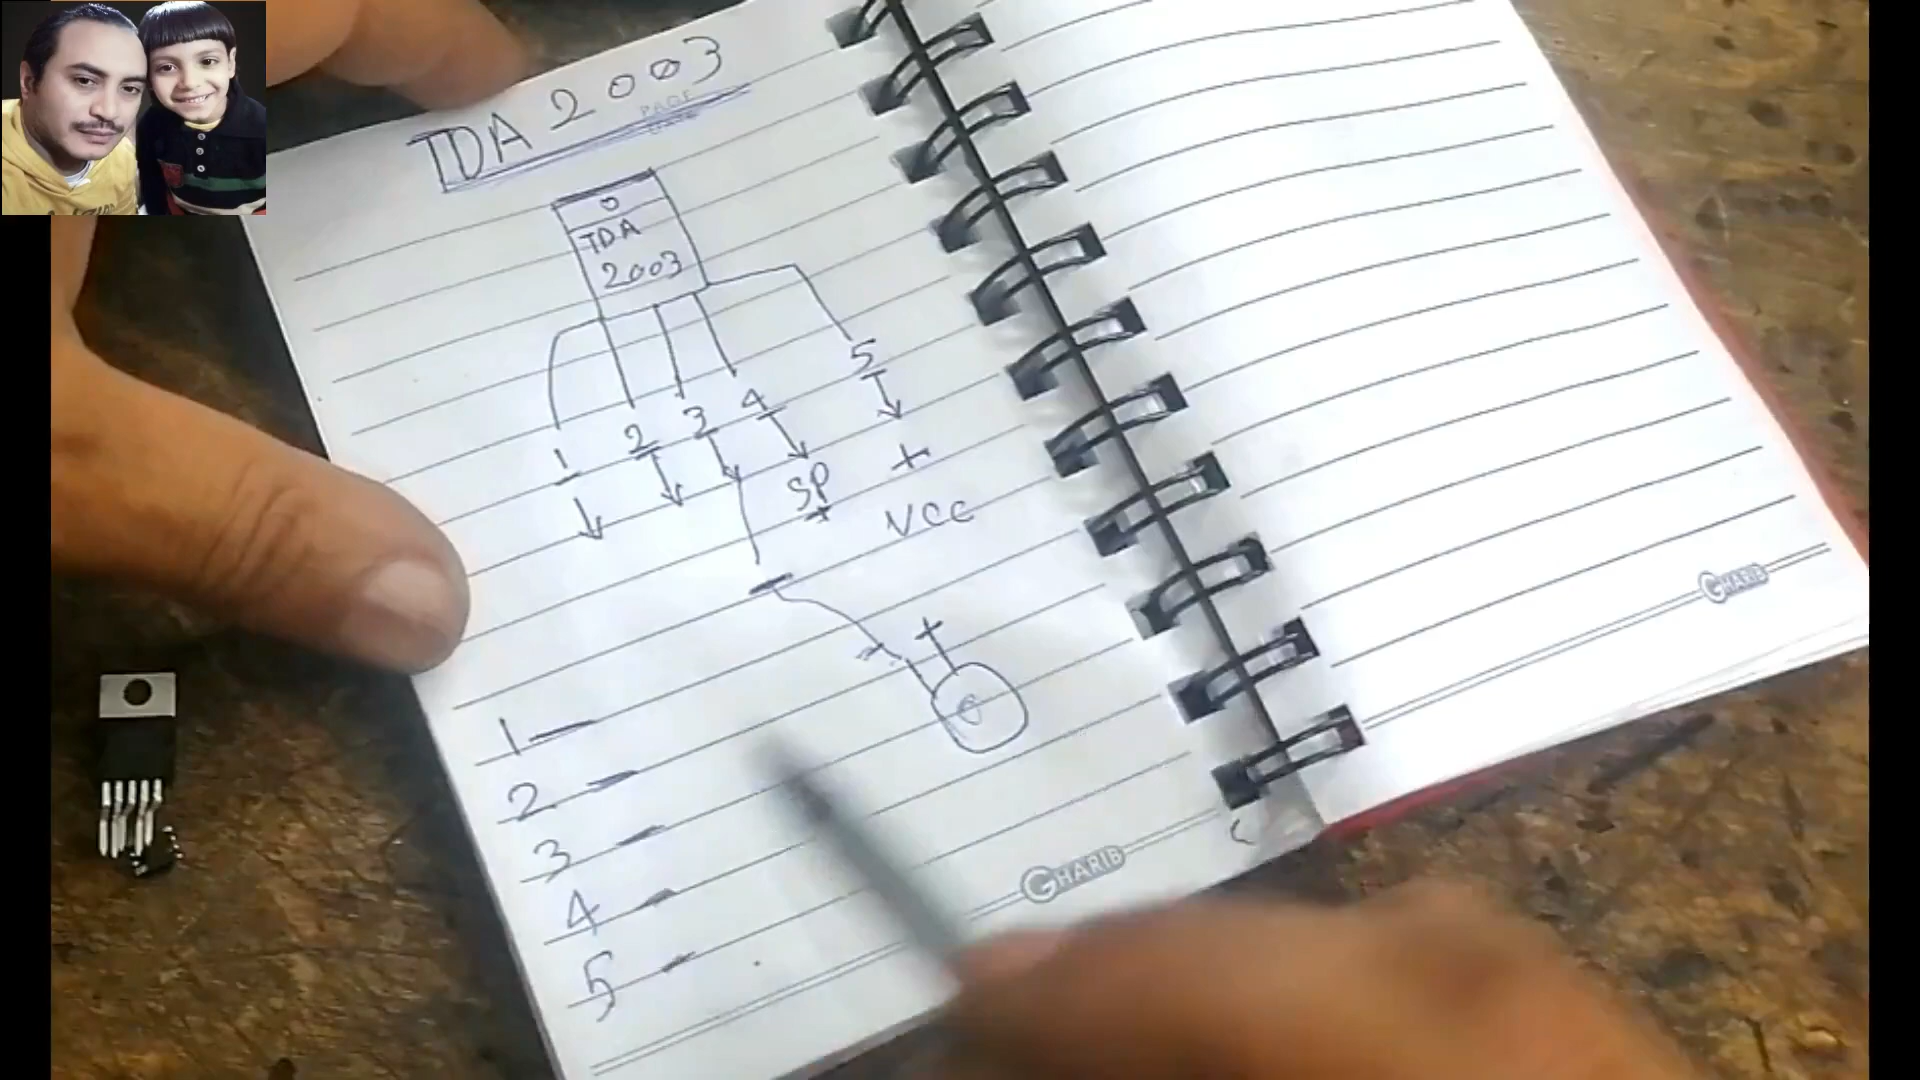 TDA 2003
PAGE
DATE
TDA
2003
1 2 3 4 5
SP + +
VCC
- - +
1 -
2 -
3 -
4 -
5 -
GHARIB
GHARIB